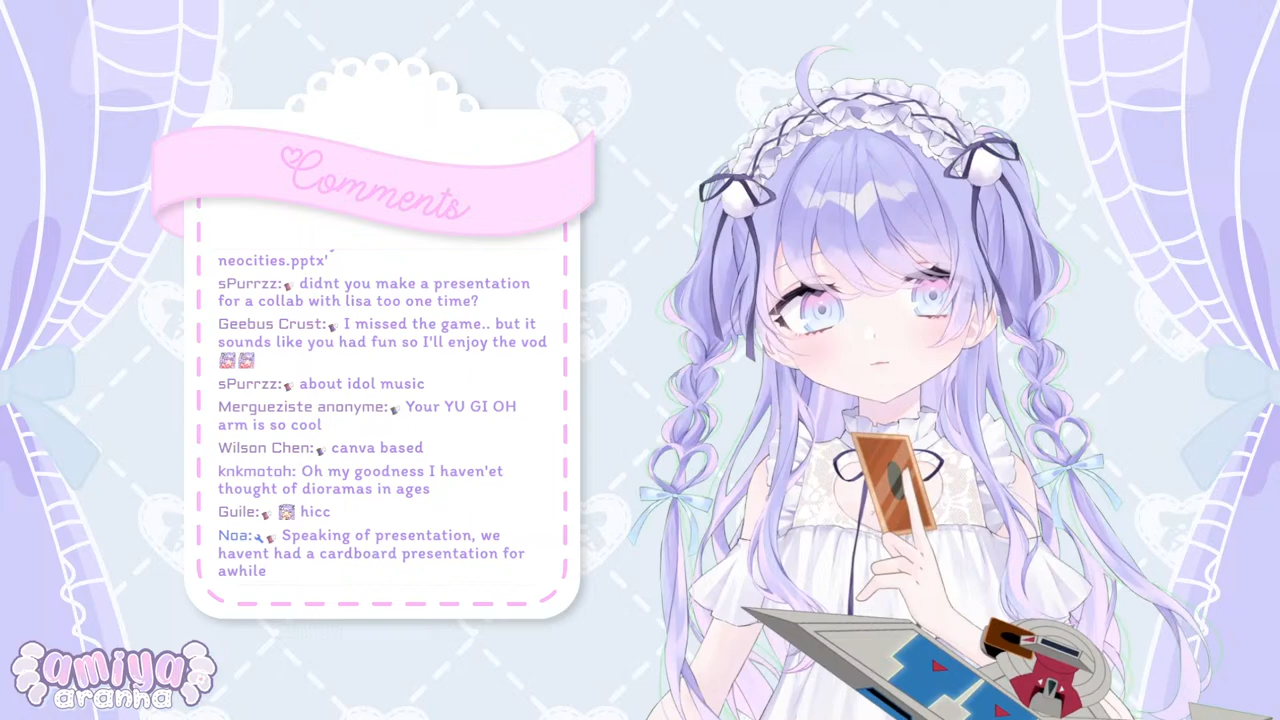 Comments
neocities.pptx'
sPurrzz: didnt you make a presentation
for a collab with lisa too one time?
Geebus Crust: I missed the game.. but it
sounds like you had fun so I'll enjoy the vod
sPurrzz: about idol music
Mergueziste anonyme: Your YU GI OH
arm is so cool
Wilson Chen: canva based
knkmotoh: Oh my goodness I haven'et
thought of dioramas in ages
Guile: hicc
Noa: Speaking of presentation, we
havent had a cardboard presentation for
awhile
amiya
aranha